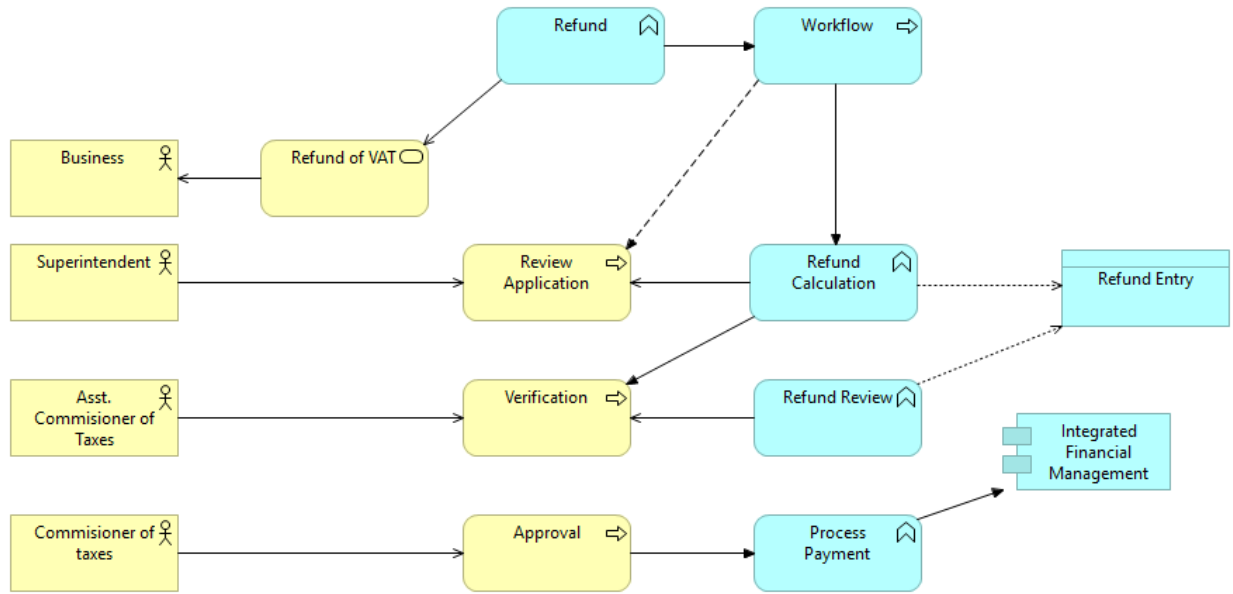 Refund
Workflow
Business
Refund of VAT
Superintendent
Review
Application
Refund
Calculation
Refund Entry
Asst.
Commisioner of
Taxes
Verification
Refund Review
Integrated
Financial
Management
Commisioner of
taxes
Approval
Process
Payment